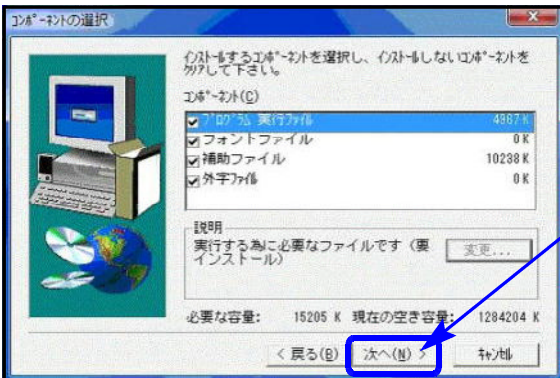 ｺﾝﾎﾟｰﾈﾝﾄの選択
ｲﾝｽﾄｰﾙするｺﾝﾎﾟｰﾈﾝﾄを選択し、ｲﾝｽﾄｰﾙしないｺﾝﾎﾟｰﾈﾝﾄを
ｸﾘｱして下さい。
ｺﾝﾎﾟｰﾈﾝﾄ(C)
ﾌﾟﾛｸﾞﾗﾑ 実行ﾌｧｲﾙ 4967 K
フォントファイル 0 K
補助ファイル 10238 K
外字ﾌｧｲﾙ 0 K
説明
実行する為に必要なファイルです（要
インストール）
変更...
必要な容量: 15205 K 現在の空き容量: 1284204 K
< 戻る(B) 次へ(N) > ｷｬﾝｾﾙ